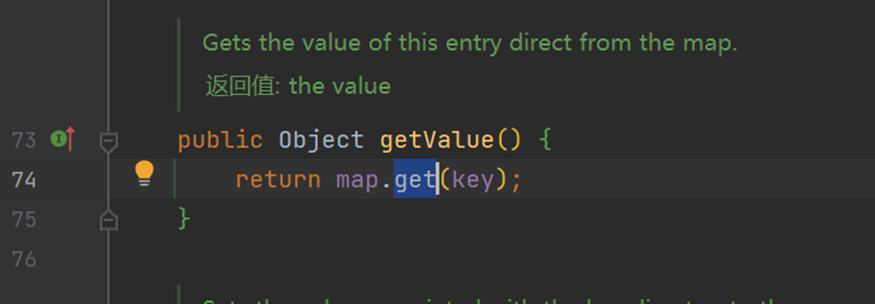 Gets the value of this entry direct from the map.
返回值: the value
73 public Object getValue() {
74 return map.get(key);
75 }
76